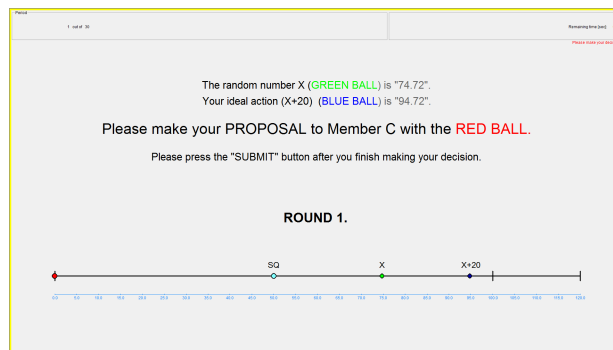 Period
1 out of 30
Remaining time [sec]
Please make your decis
The random number X (GREEN BALL) is "74.72".
Your ideal action (X+20) (BLUE BALL) is "94.72".
Please make your PROPOSAL to Member C with the RED BALL.
Please press the "SUBMIT" button after you finish making your decision.
ROUND 1.
SQ X X+20
0.0 5.0 10.0 15.0 20.0 25.0 30.0 35.0 40.0 45.0 50.0 55.0 60.0 65.0 70.0 75.0 80.0 85.0 90.0 95.0 100.0 105.0 110.0 115.0 120.0